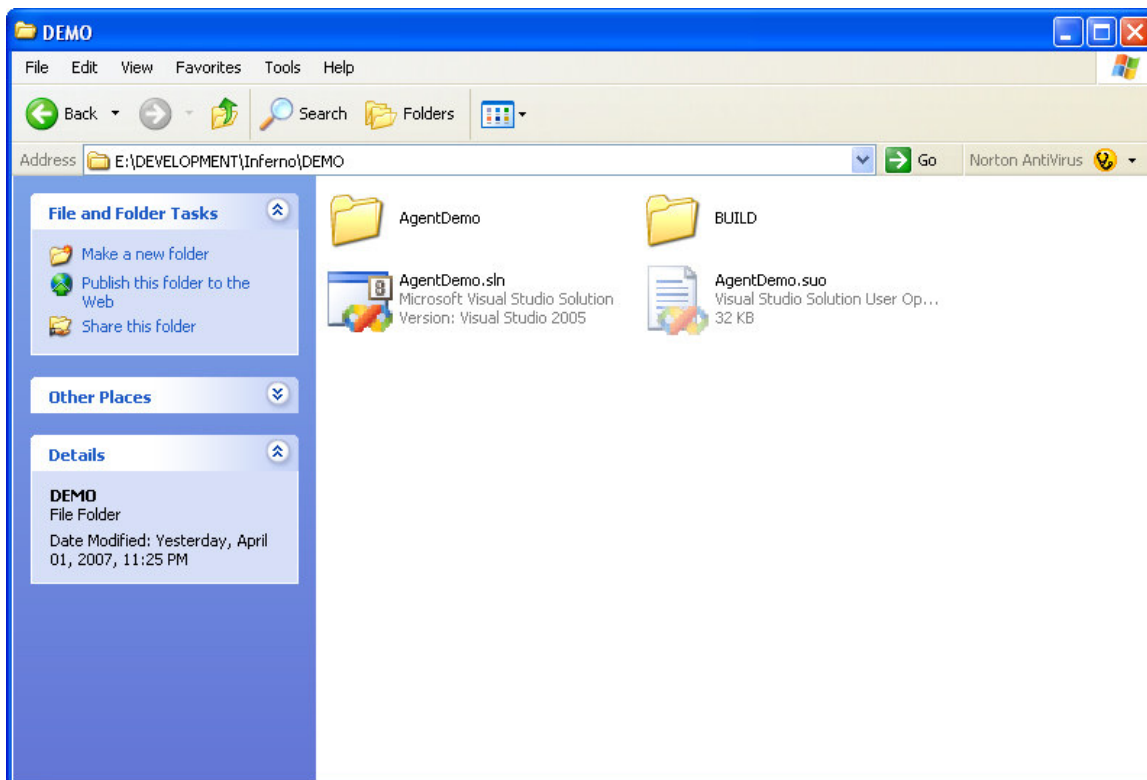 DEMO
File Edit View Favorites Tools Help
Back Search Folders
Address E:\DEVELOPMENT\Inferno\DEMO Go Norton AntiVirus
File and Folder Tasks
Make a new folder
Publish this folder to the
Web
Share this folder
Other Places
Details
DEMO
File Folder
Date Modified: Yesterday, April
01, 2007, 11:25 PM
AgentDemo
BUILD
AgentDemo.sln
Microsoft Visual Studio Solution
Version: Visual Studio 2005
AgentDemo.suo
Visual Studio Solution User Op...
32 KB